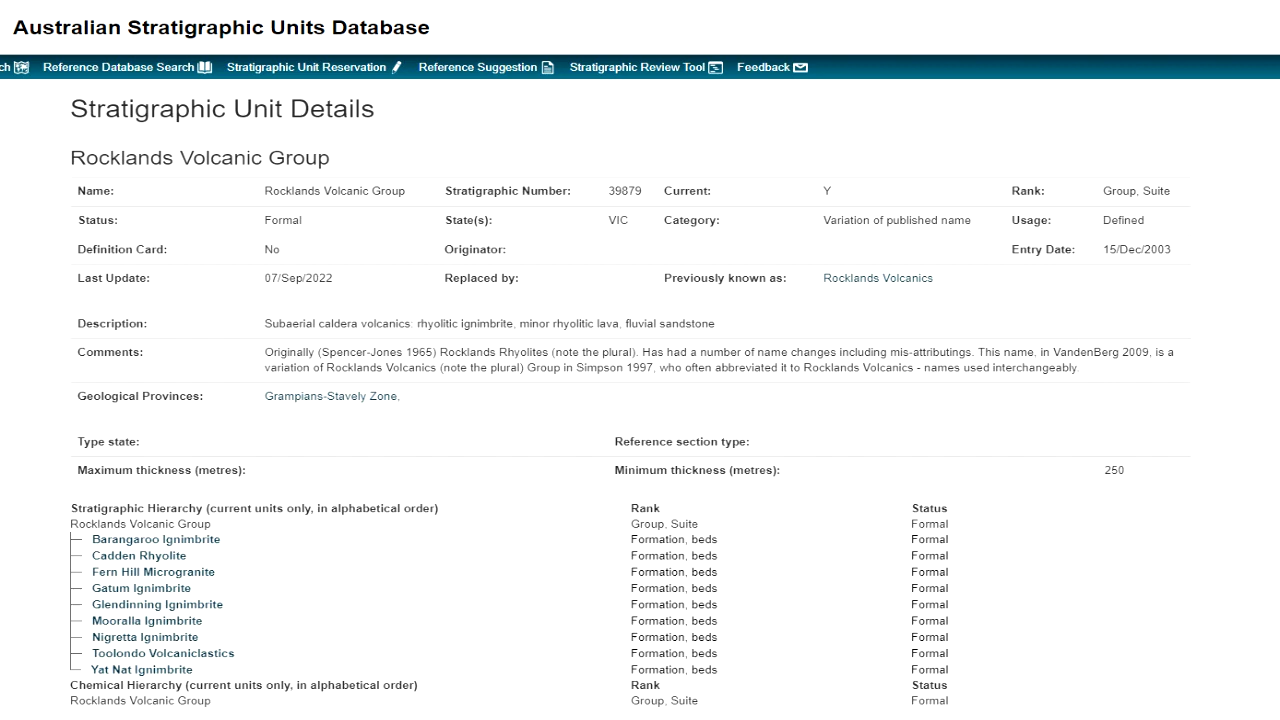 Australian Stratigraphic Units Database
ch Reference Database Search Stratigraphic Unit Reservation Reference Suggestion Stratigraphic Review Tool Feedback
Stratigraphic Unit Details
Rocklands Volcanic Group
Name: Rocklands Volcanic Group Stratigraphic Number: 39879 Current: Y Rank: Group, Suite
Status: Formal State(s): VIC Category: Variation of published name Usage: Defined
Definition Card: No Originator: Entry Date: 15/Dec/2003
Last Update: 07/Sep/2022 Replaced by: Previously known as: Rocklands Volcanics
Description: Subaerial caldera volcanics: rhyolitic ignimbrite, minor rhyolitic lava, fluvial sandstone
Comments: Originally (Spencer-Jones 1965) Rocklands Rhyolites (note the plural). Has had a number of name changes including mis-attributings. This name, in VandenBerg 2009, is a
variation of Rocklands Volcanics (note the plural) Group in Simpson 1997, who often abbreviated it to Rocklands Volcanics - names used interchangeably.
Geological Provinces: Grampians-Stavely Zone,
Type state: Reference section type:
Maximum thickness (metres): Minimum thickness (metres): 250
Stratigraphic Hierarchy (current units only, in alphabetical order) Rank Status
Rocklands Volcanic Group Group, Suite Formal
Barangaroo Ignimbrite Formation, beds Formal
Cadden Rhyolite Formation, beds Formal
Fern Hill Microgranite Formation, beds Formal
Gatum Ignimbrite Formation, beds Formal
Glendinning Ignimbrite Formation, beds Formal
Mooralla Ignimbrite Formation, beds Formal
Nigretta Ignimbrite Formation, beds Formal
Toolondo Volcaniclastics Formation, beds Formal
Yat Nat Ignimbrite Formation, beds Formal
Chemical Hierarchy (current units only, in alphabetical order) Rank Status
Rocklands Volcanic Group Group, Suite Formal